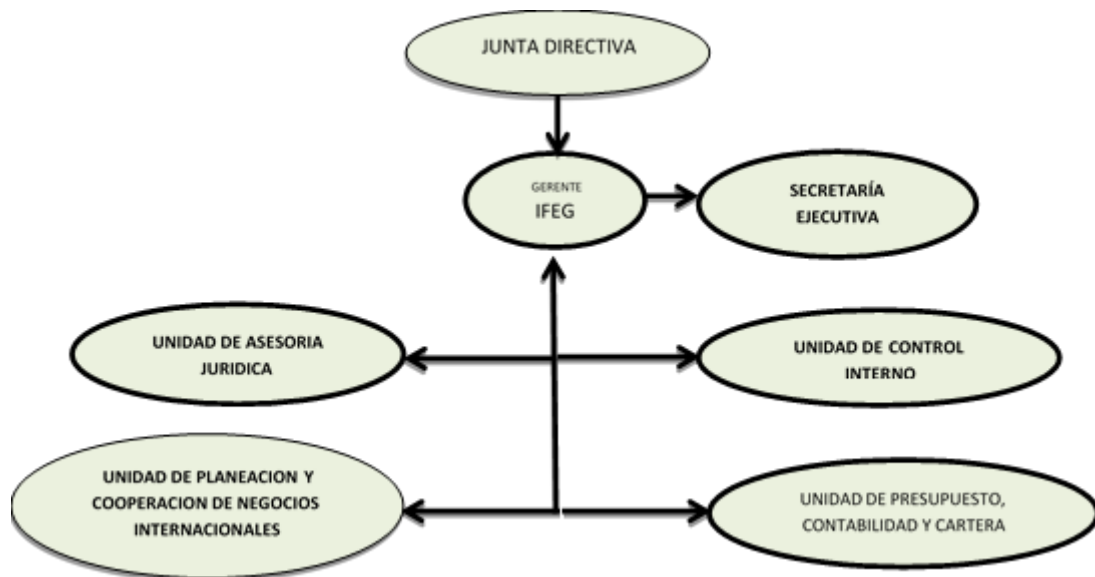 JUNTA DIRECTIVA
GERENTE
IFEG
SECRETARÍA
EJECUTIVA
UNIDAD DE ASESORIA
JURIDICA
UNIDAD DE CONTROL
INTERNO
UNIDAD DE PLANEACION Y
COOPERACION DE NEGOCIOS
INTERNACIONALES
UNIDAD DE PRESUPUESTO,
CONTABILIDAD Y CARTERA